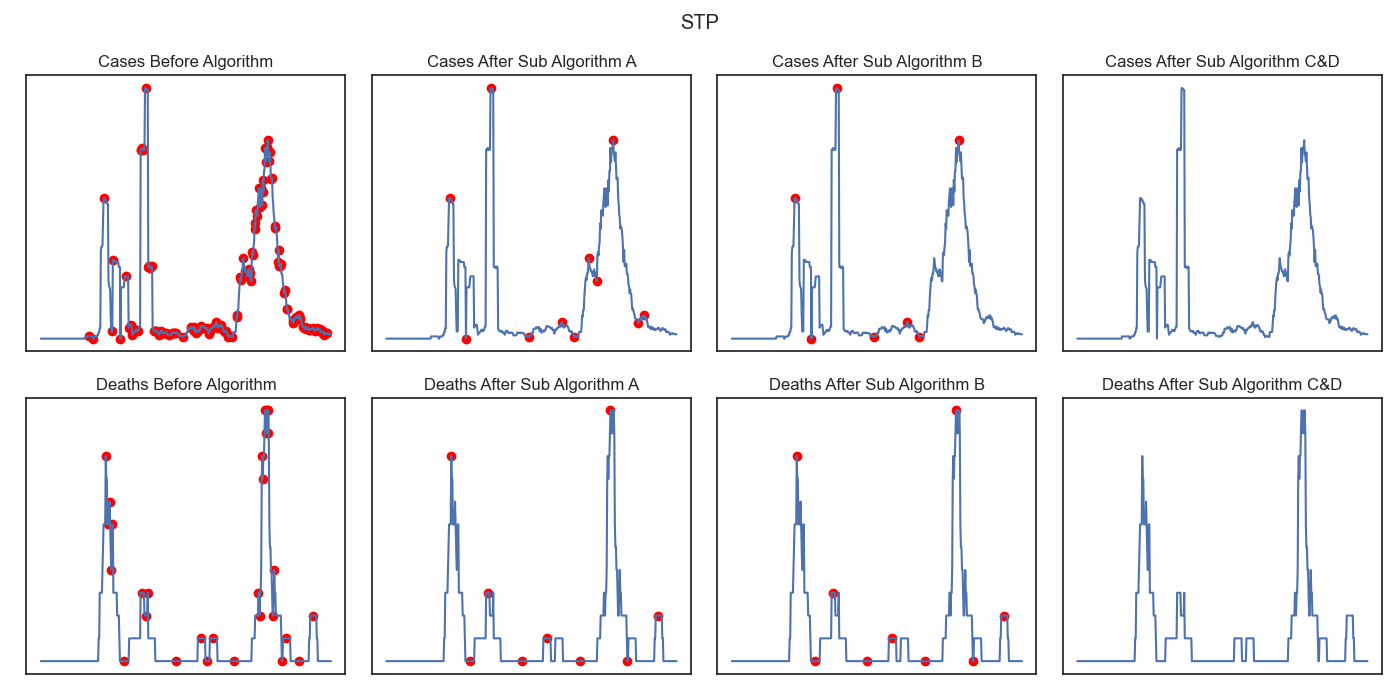 STP
Cases Before Algorithm
Cases After Sub Algorithm A
Cases After Sub Algorithm B
Cases After Sub Algorithm C&D
Deaths Before Algorithm
Deaths After Sub Algorithm A
Deaths After Sub Algorithm B
Deaths After Sub Algorithm C&D